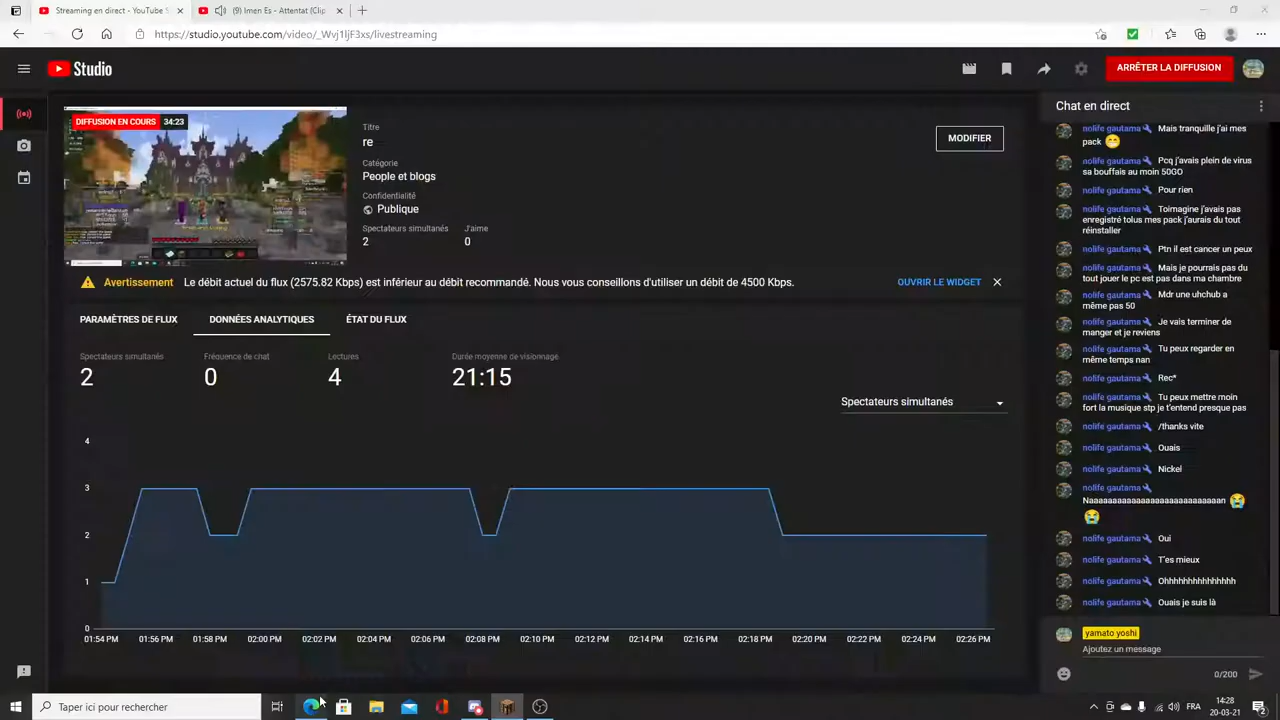 Streaming en direct - YouTube S
(9) Imen Es - Attentat (Clip
https://studio.youtube.com/video/_Wvj1ljF3xs/livestreaming
Studio
ARRÊTER LA DIFFUSION
DIFFUSION EN COURS 34:23
Titre
re
Catégorie
People et blogs
Confidentialité
Publique
Spectateurs simultanés
2
J'aime
0
MODIFIER
Avertissement Le débit actuel du flux (2575.82 Kbps) est inférieur au débit recommandé. Nous vous conseillons d'utiliser un débit de 4500 Kbps.
OUVRIR LE WIDGET
PARAMÈTRES DE FLUX
DONNÉES ANALYTIQUES
ÉTAT DU FLUX
Spectateurs simultanés
2
Fréquence de chat
0
Lectures
4
Durée moyenne de visionnage
21:15
Spectateurs simultanés
4
3
2
1
0
01:54 PM 01:56 PM 01:58 PM 02:00 PM 02:02 PM 02:04 PM 02:06 PM 02:08 PM 02:10 PM 02:12 PM 02:14 PM 02:16 PM 02:18 PM 02:20 PM 02:22 PM 02:24 PM 02:26 PM
Chat en direct
nolife gautama Mais tranquille j'ai mes
pack 😁
nolife gautama Pcq j'avais plein de virus
sa bouffais au moin 50GO
nolife gautama Pour rien
nolife gautama Toimagine j'avais pas
enregistré tolus mes pack j'aurais du tout
réinstaller
nolife gautama Ptn il est cancer un peux
nolife gautama Mais je pourrais pas du
tout jouer le pc est pas dans ma chambre
nolife gautama Mdr une uhchub a
même pas 50
nolife gautama Je vais terminer de
manger et je reviens
nolife gautama Tu peux regarder en
même temps nan
nolife gautama Rec*
nolife gautama Tu peux mettre moin
fort la musique stp je t'entend presque pas
nolife gautama /thanks vite
nolife gautama Ouais
nolife gautama Nickel
nolife gautama
Naaaaaaaaaaaaaaaaaaaaaaaaaan 😭
😭
nolife gautama Oui
nolife gautama T'es mieux
nolife gautama Ohhhhhhhhhhhhhhh
nolife gautama Ouais je suis là
yamato yoshi
Ajoutez un message
0/200
Taper ici pour rechercher
FRA
14:28
20-03-21
2